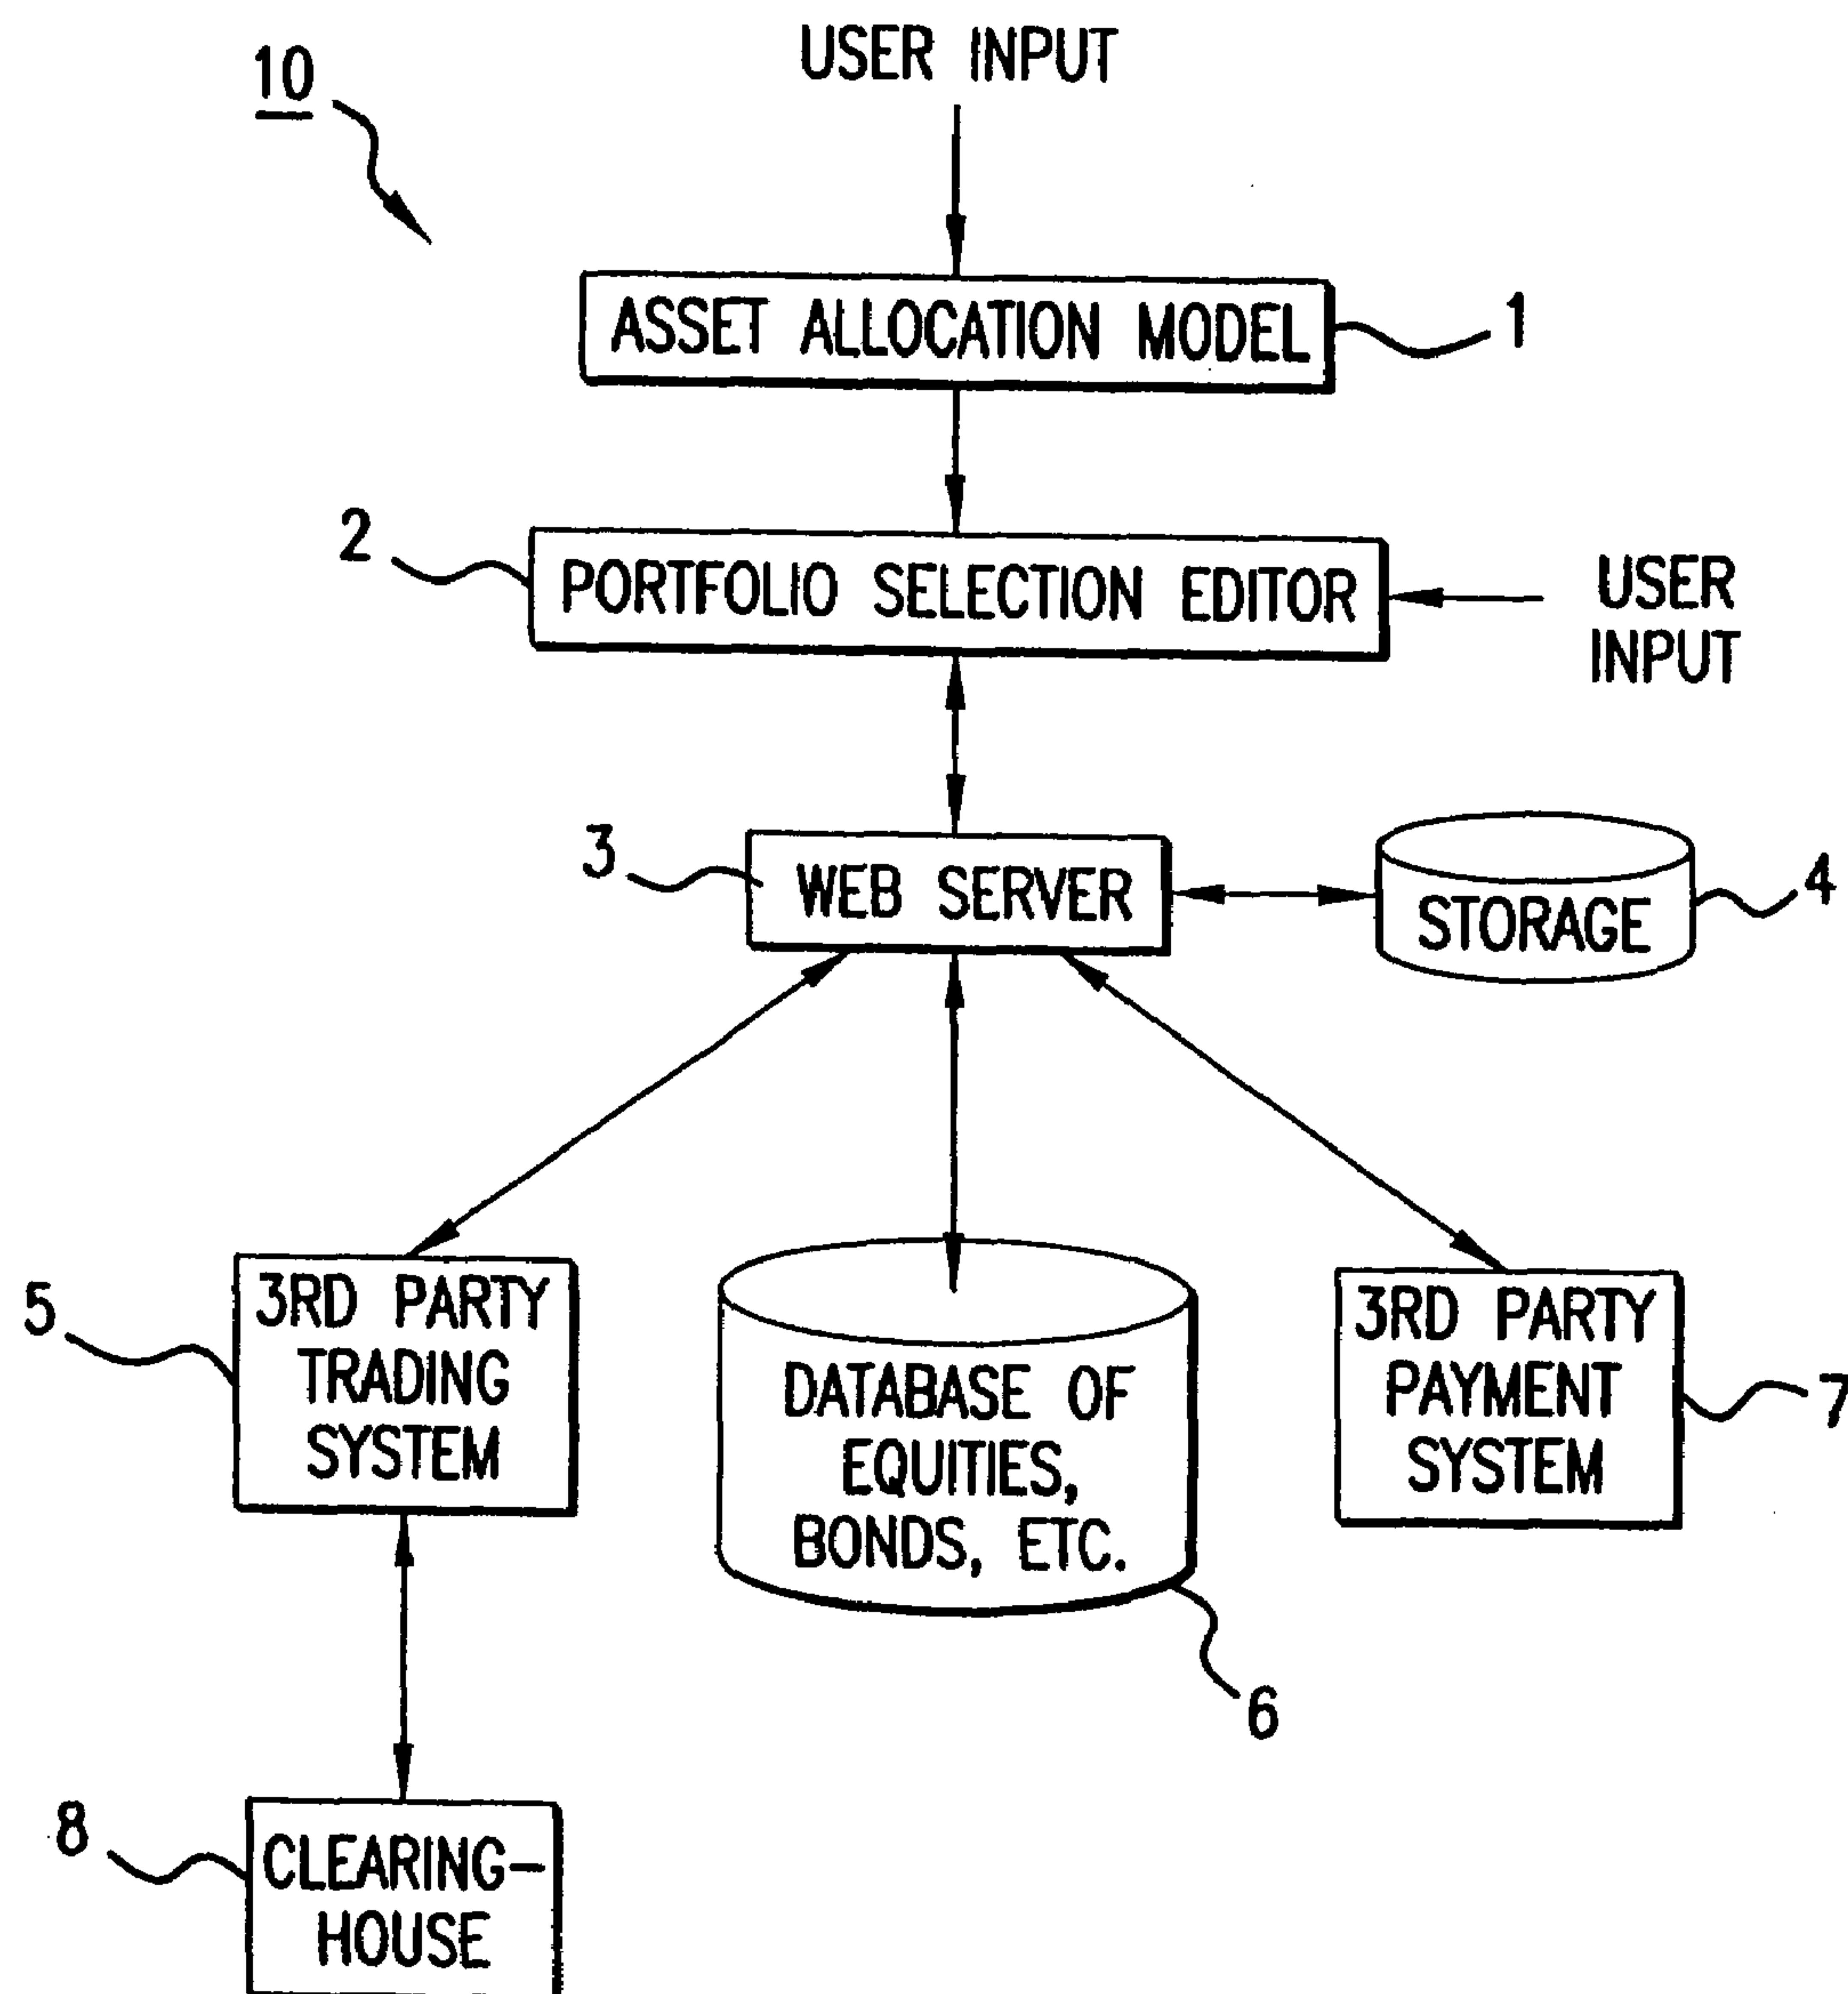 10
USER INPUT
ASSET ALLOCATION MODEL
1
2
PORTFOLIO SELECTION EDITOR
USER
INPUT
3
WEB SERVER
STORAGE
4
5
3RD PARTY
TRADING
SYSTEM
DATABASE OF
EQUITIES,
BONDS, ETC.
6
3RD PARTY
PAYMENT
SYSTEM
7
8
CLEARING-
HOUSE